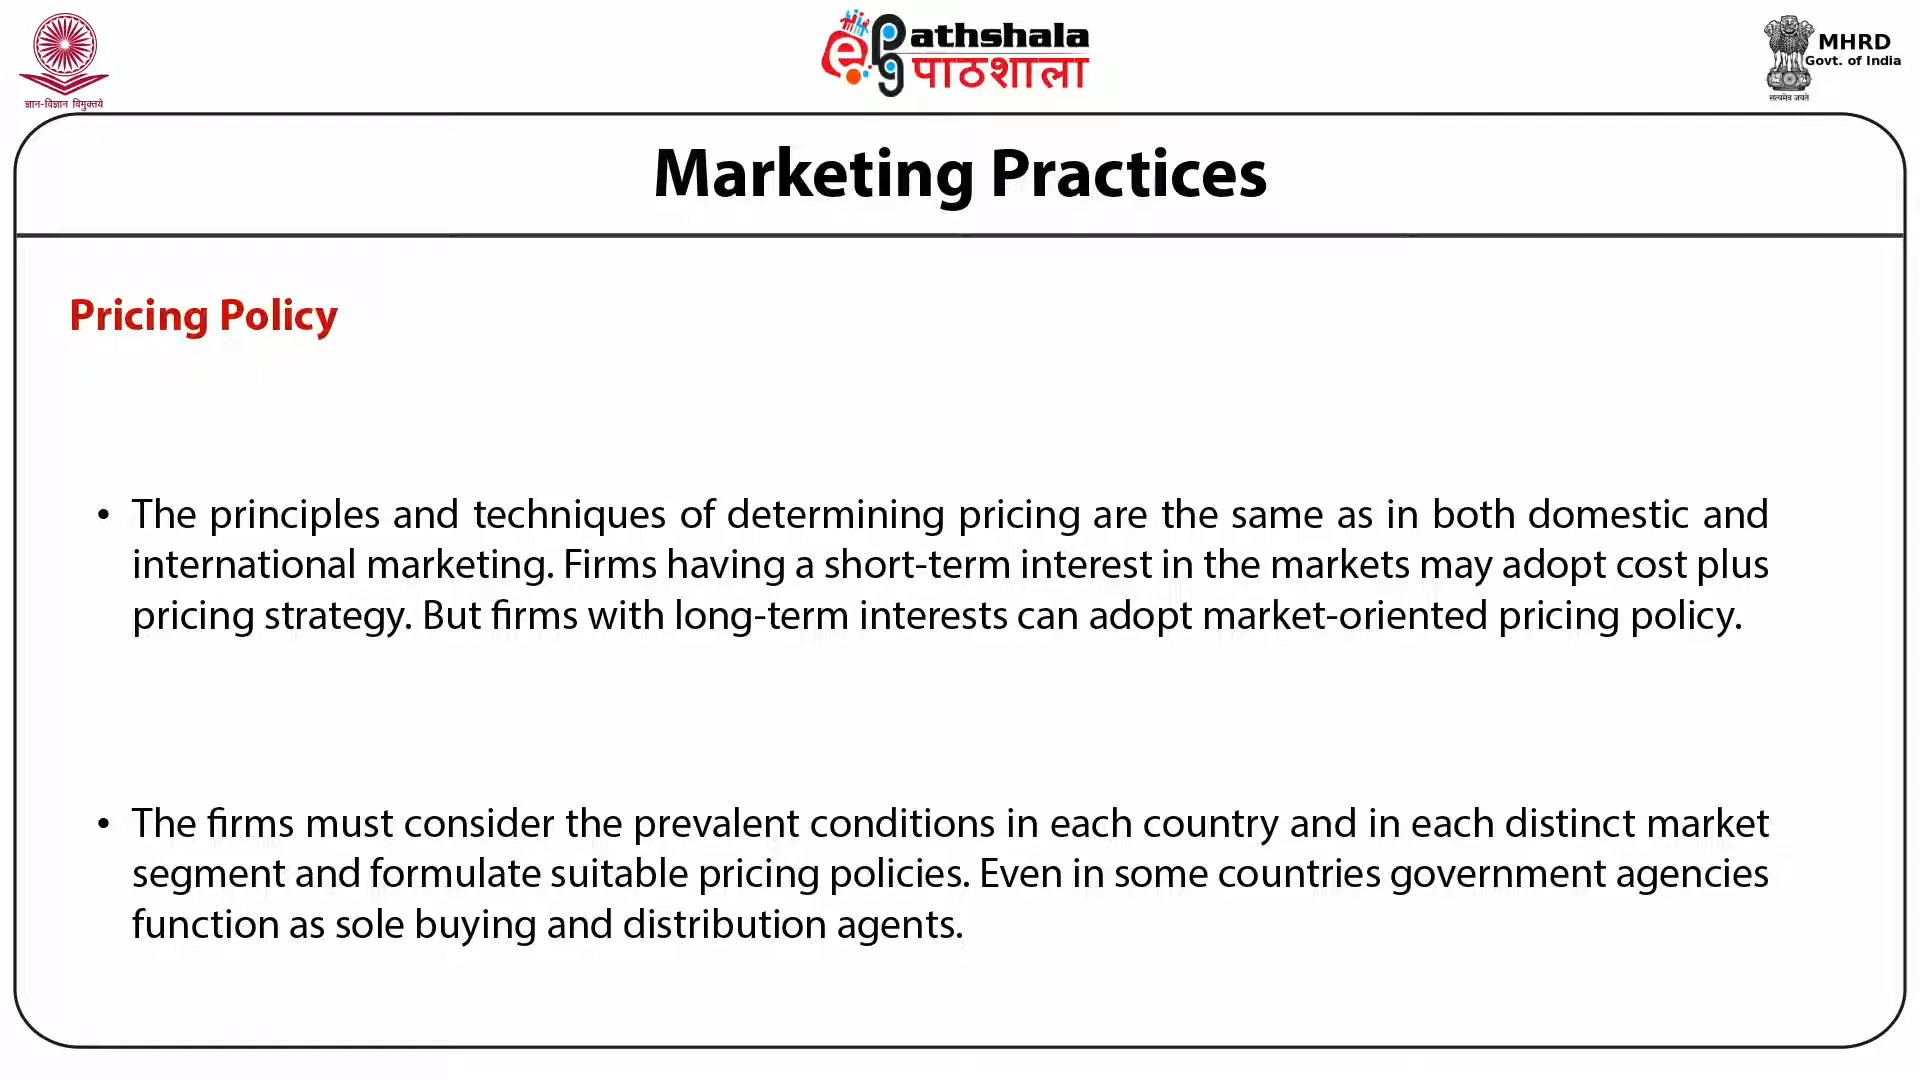 ज्ञान-विज्ञान विमुक्तये
ePathshala
पाठशाला
MHRD
Govt. of India
सत्यमेव जयते
Marketing Practices
Pricing Policy
• The principles and techniques of determining pricing are the same as in both domestic and
international marketing. Firms having a short-term interest in the markets may adopt cost plus
pricing strategy. But firms with long-term interests can adopt market-oriented pricing policy.
• The firms must consider the prevalent conditions in each country and in each distinct market
segment and formulate suitable pricing policies. Even in some countries government agencies
function as sole buying and distribution agents.